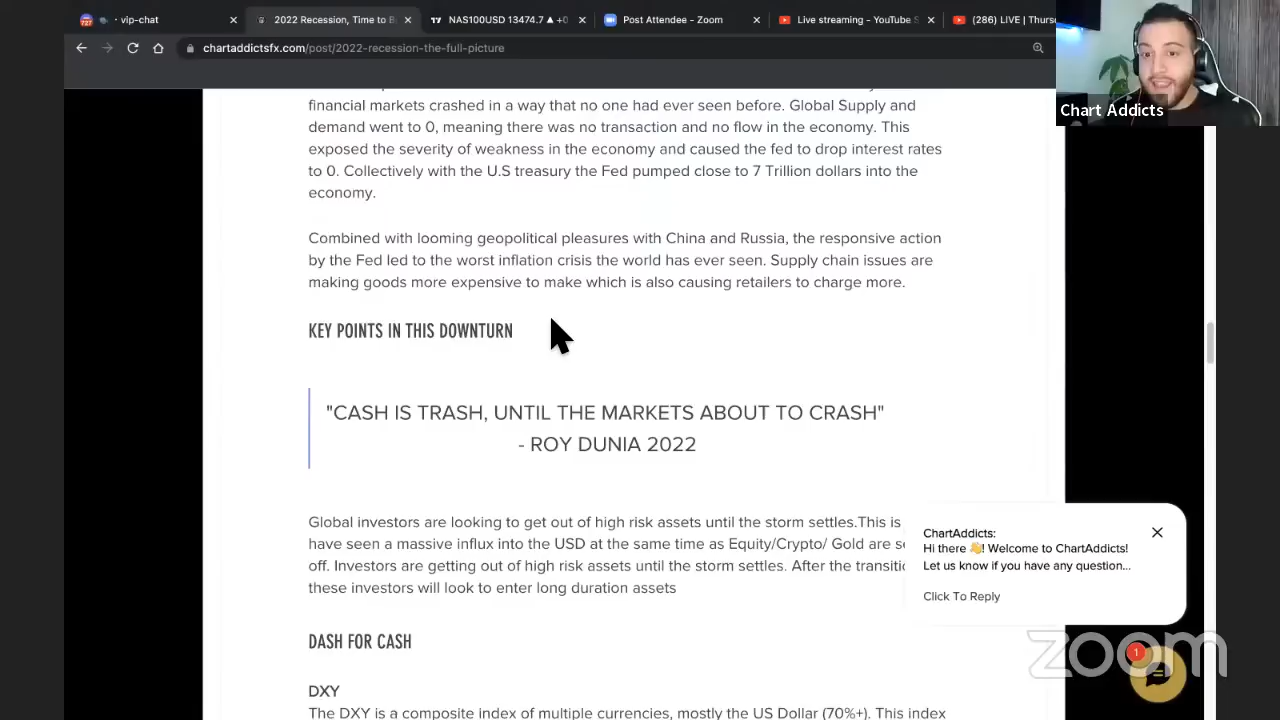 vip-chat
2022 Recession, Time to B
NAS100USD 13474.7 ▲ +0
Post Attendee - Zoom
Live streaming - YouTube S
(286) LIVE | Thurs
chartaddictsfx.com/post/2022-recession-the-full-picture
Chart Addicts
financial markets crashed in a way that no one had ever seen before. Global Supply and
demand went to 0, meaning there was no transaction and no flow in the economy. This
exposed the severity of weakness in the economy and caused the fed to drop interest rates
to 0. Collectively with the U.S treasury the Fed pumped close to 7 Trillion dollars into the
economy.
Combined with looming geopolitical pleasures with China and Russia, the responsive action
by the Fed led to the worst inflation crisis the world has ever seen. Supply chain issues are
making goods more expensive to make which is also causing retailers to charge more.
KEY POINTS IN THIS DOWNTURN
"CASH IS TRASH, UNTIL THE MARKETS ABOUT TO CRASH"
- ROY DUNIA 2022
Global investors are looking to get out of high risk assets until the storm settles.This is
have seen a massive influx into the USD at the same time as Equity/Crypto/ Gold are se
off. Investors are getting out of high risk assets until the storm settles. After the transitio
these investors will look to enter long duration assets
ChartAddicts:
Hi there 👋! Welcome to ChartAddicts!
Let us know if you have any question...
Click To Reply
DASH FOR CASH
zoom
1
DXY
The DXY is a composite index of multiple currencies, mostly the US Dollar (70%+). This index